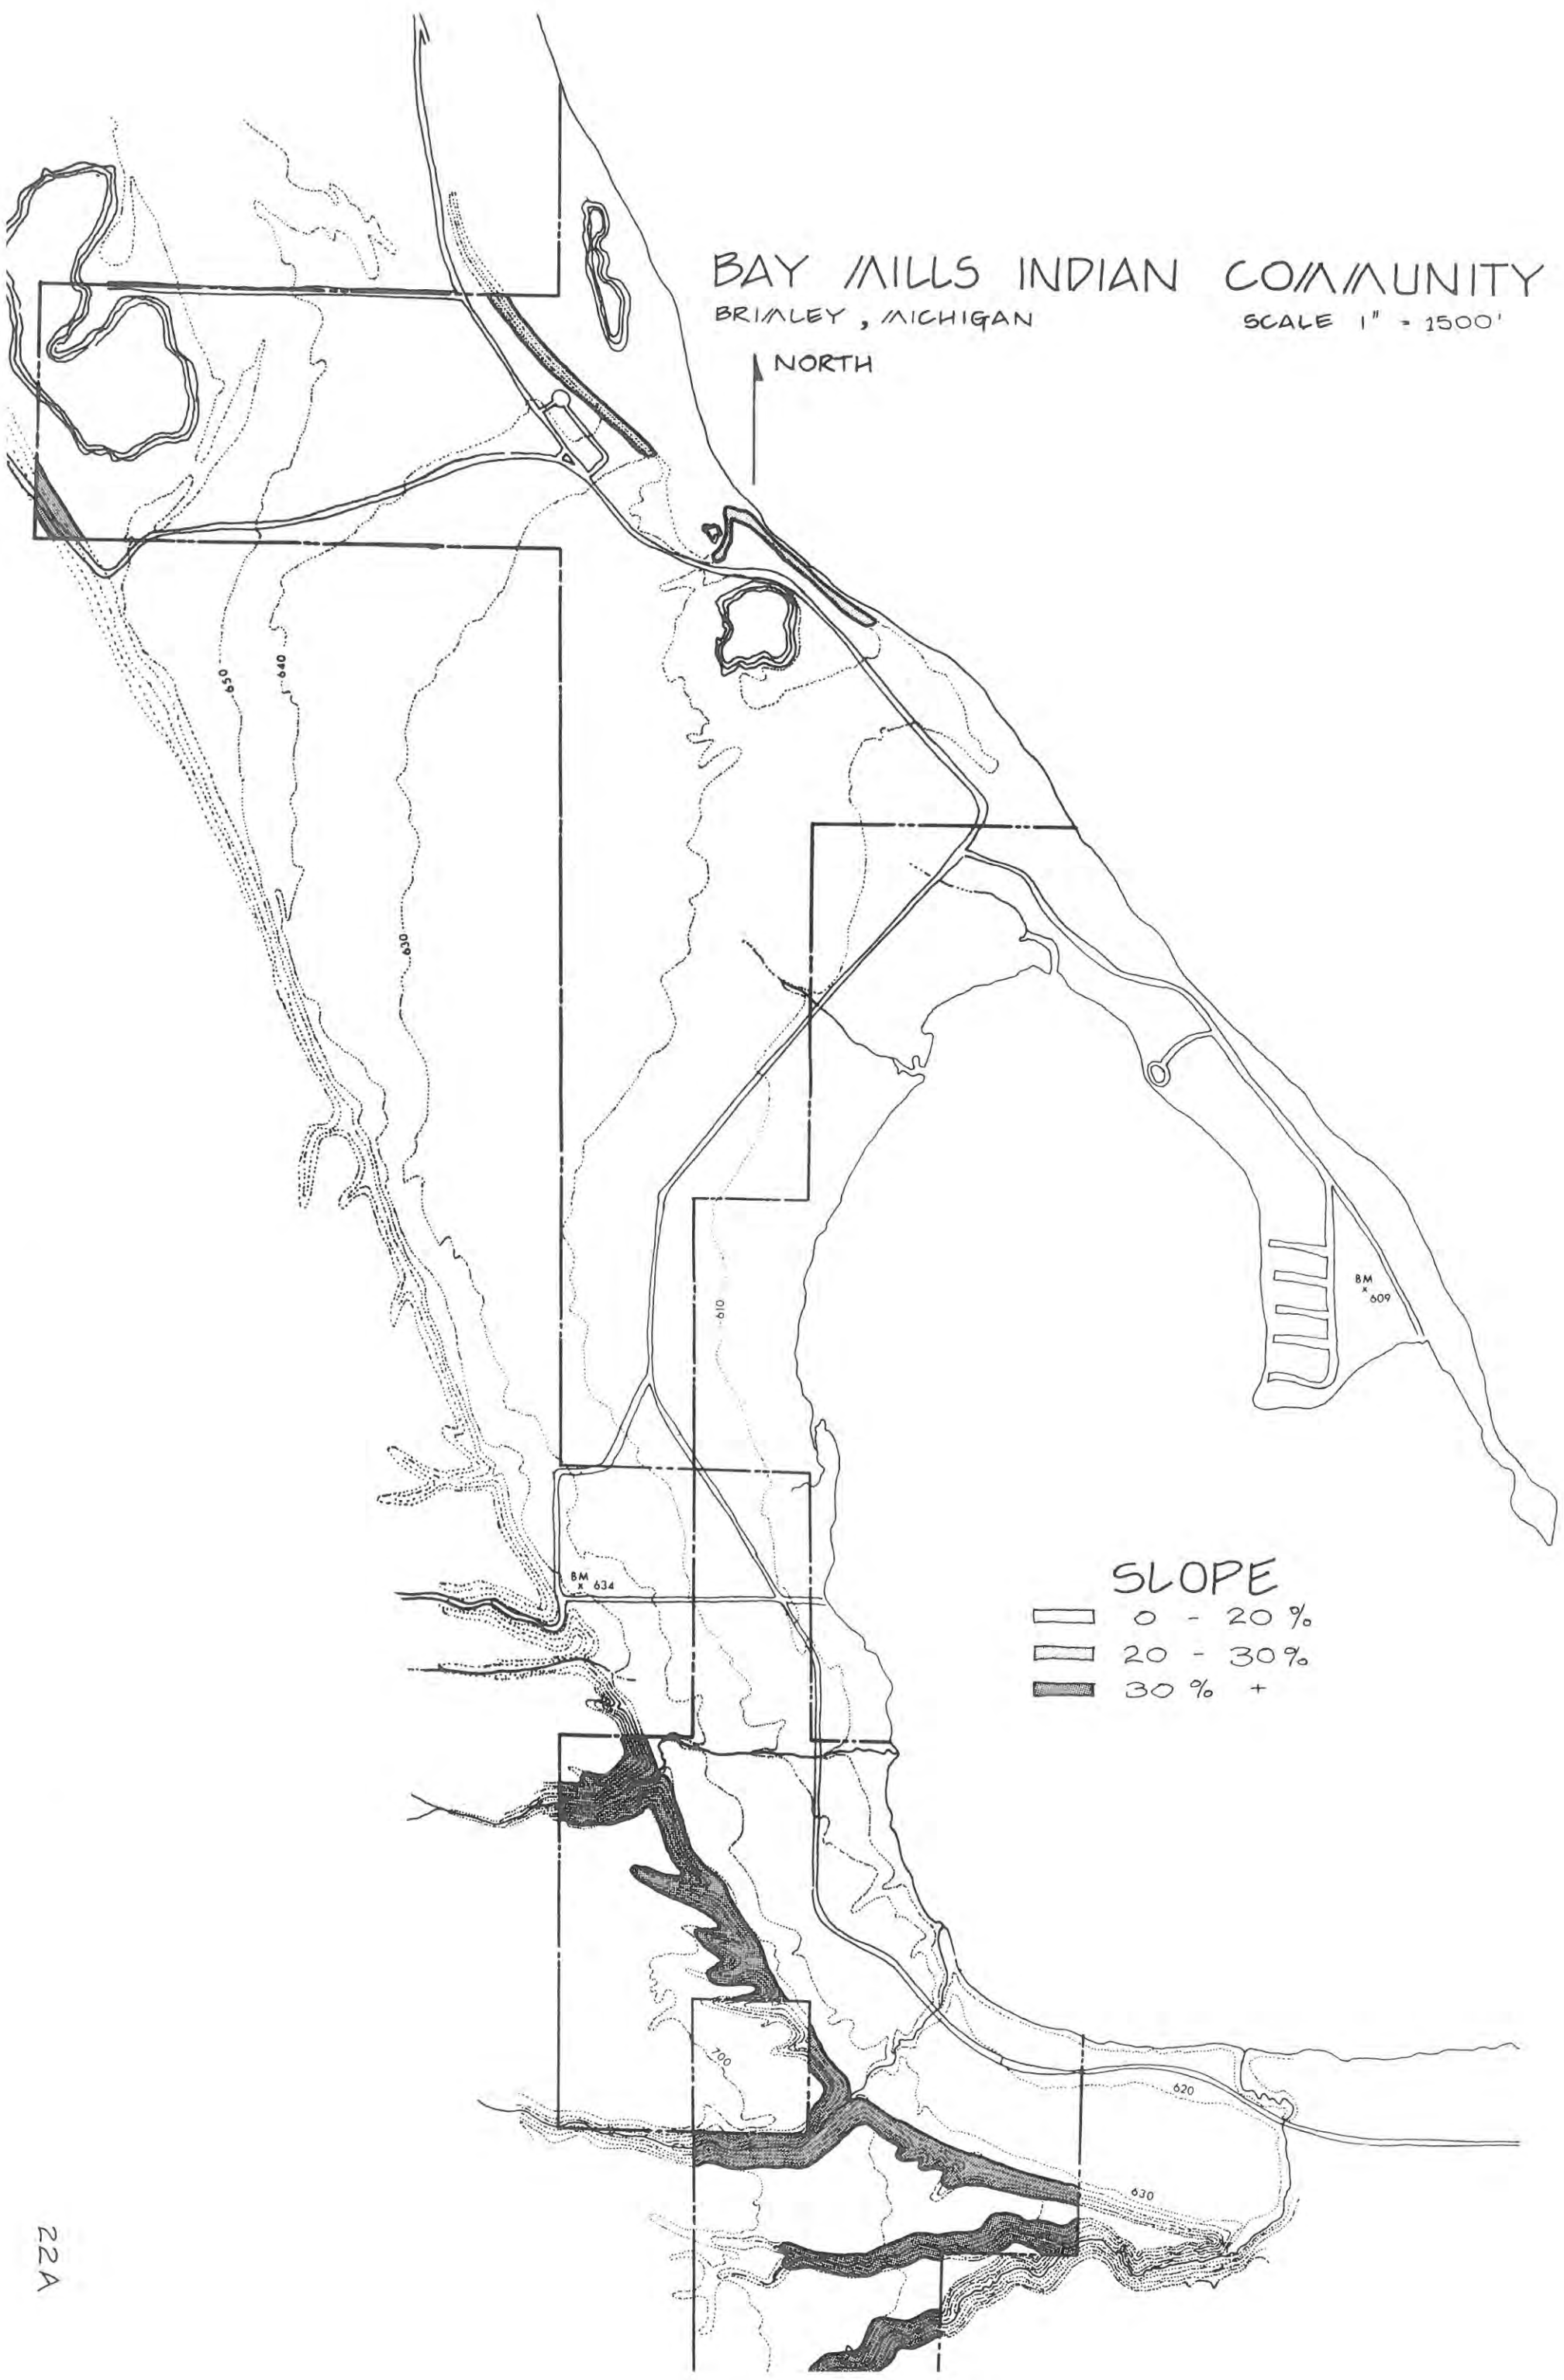 BAY MILLS INDIAN COMMUNITY
BRIMLEY, MICHIGAN
SCALE 1" = 1500'
NORTH
650
640
630
610
BM
x 609
BM
x 634
SLOPE
0 - 20 %
20 - 30 %
30 % +
700
620
630
22A